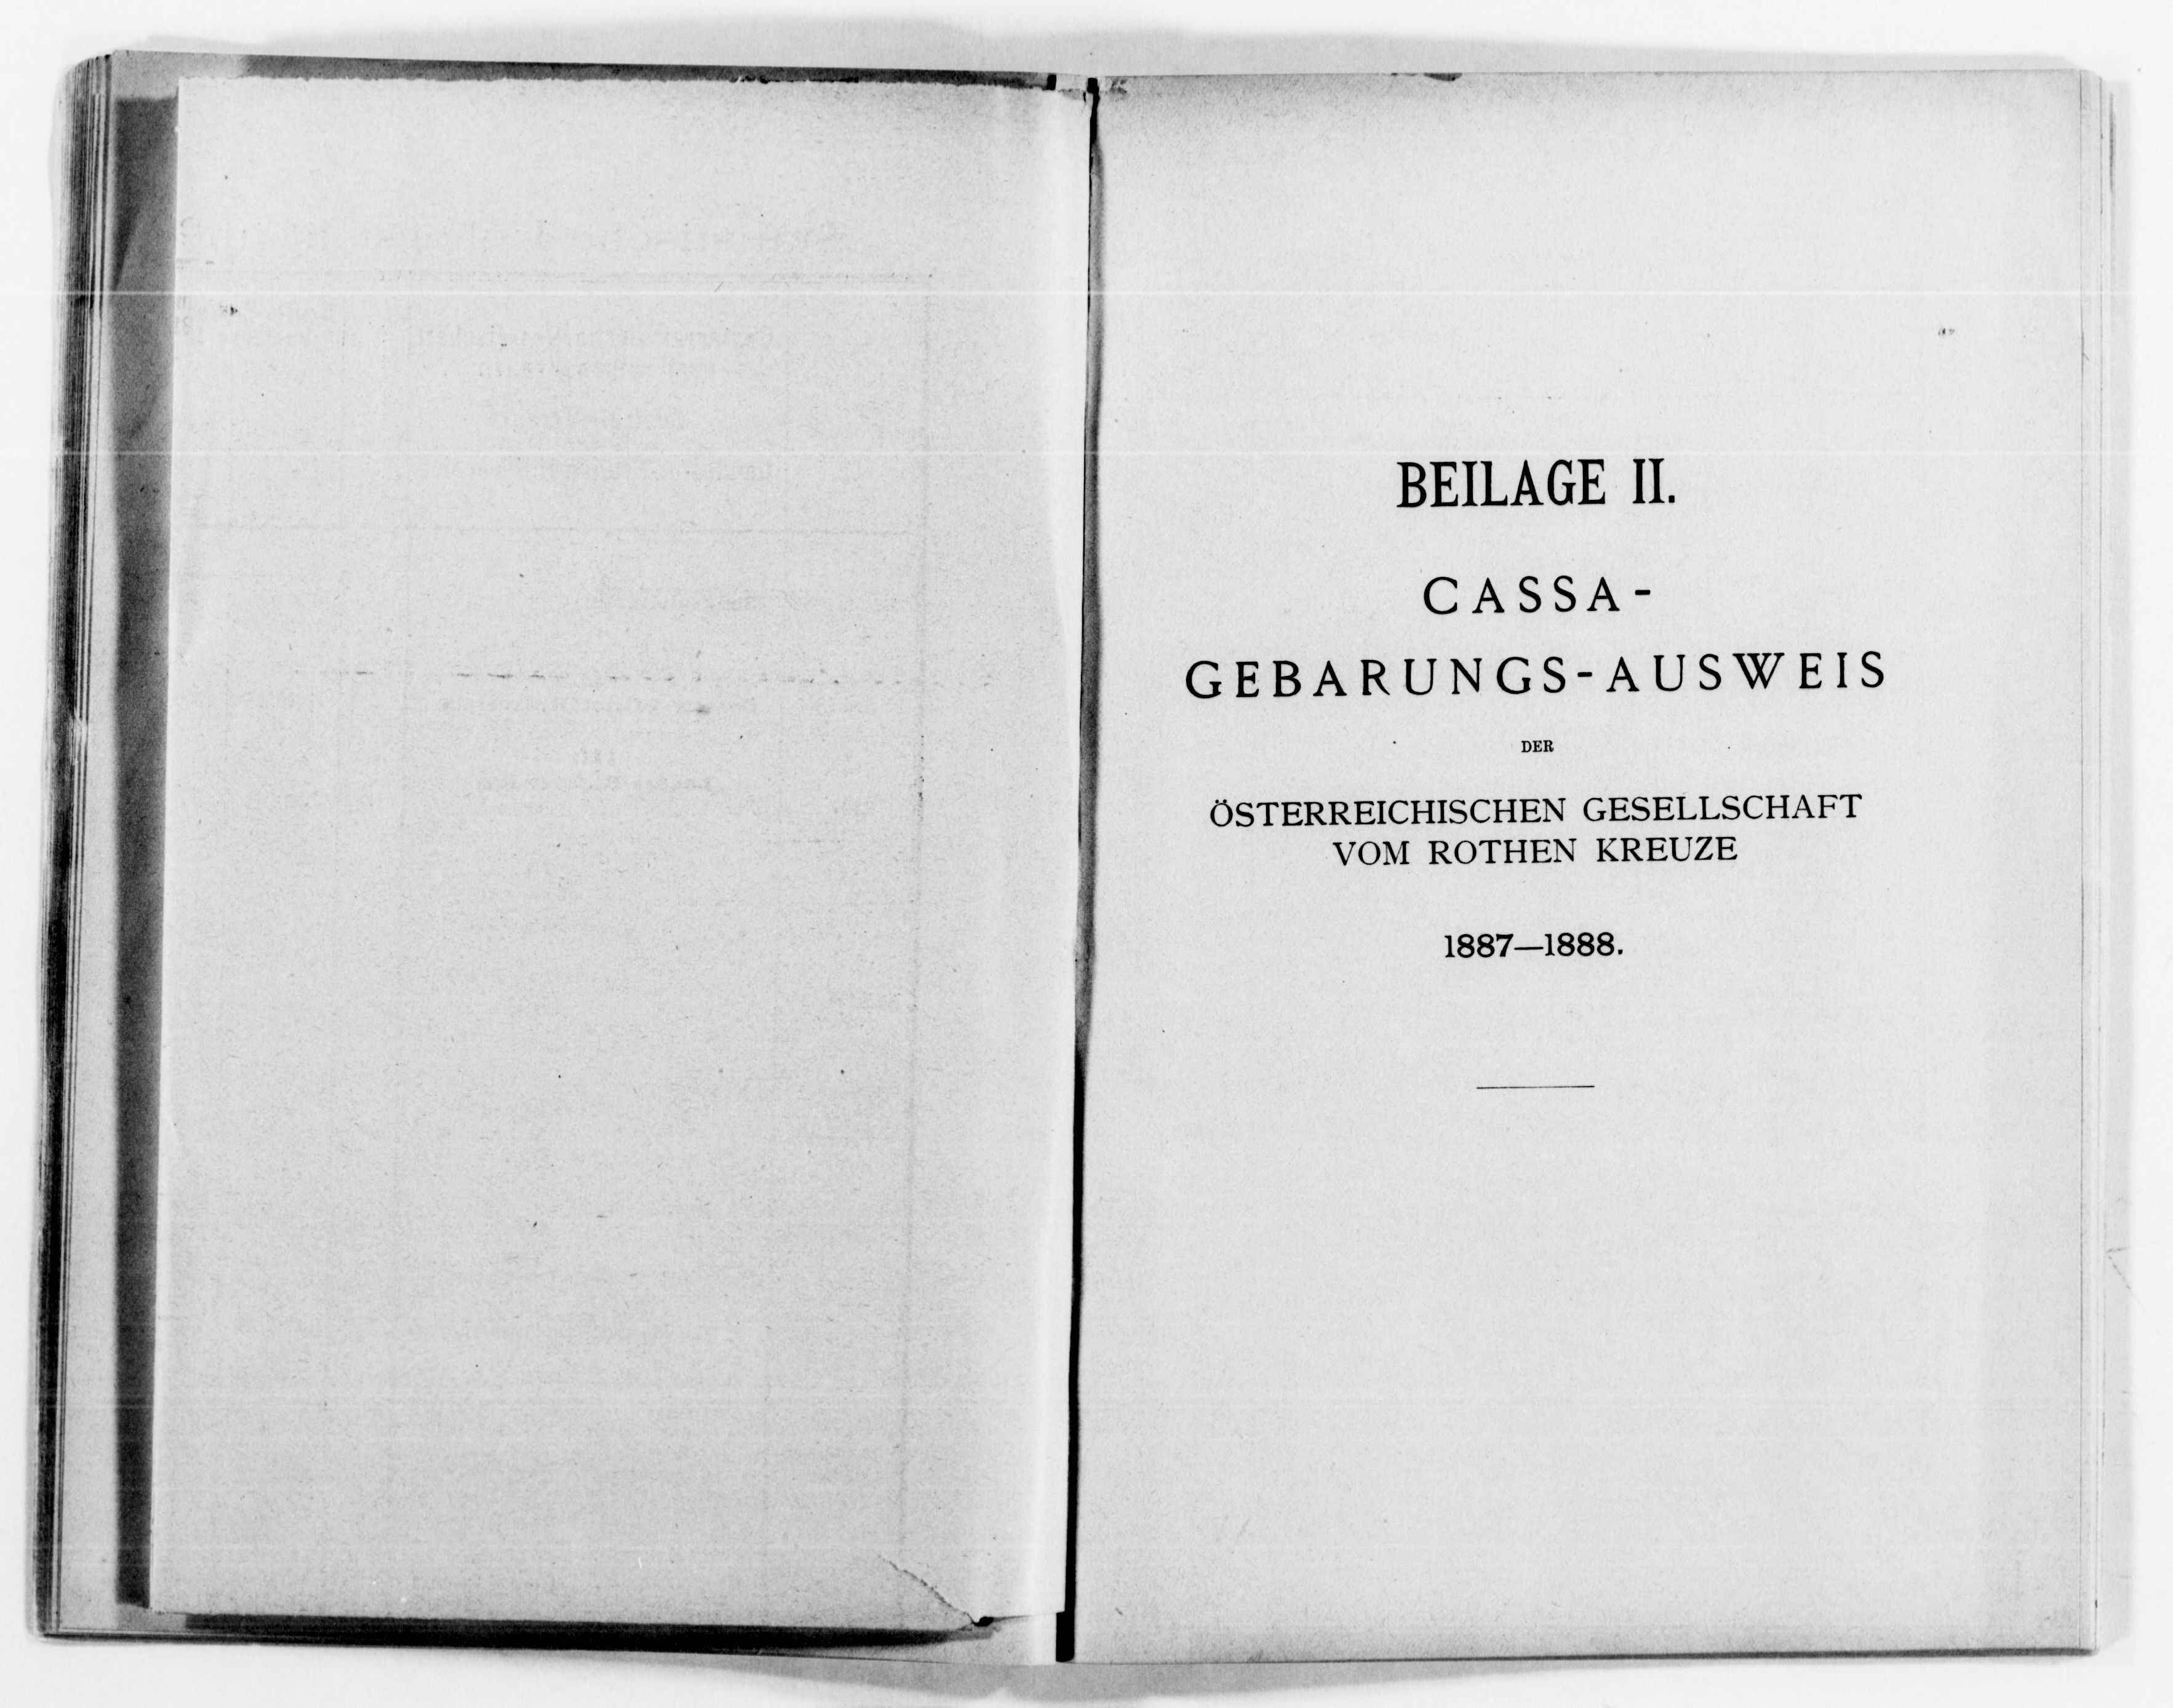 BEILAGE II.
CASSA-
GEBARUNGS-AUSWEIS
DER
ÖSTERREICHISCHEN GESELLSCHAFT
VOM ROTHEN KREUZE
1887—1888.